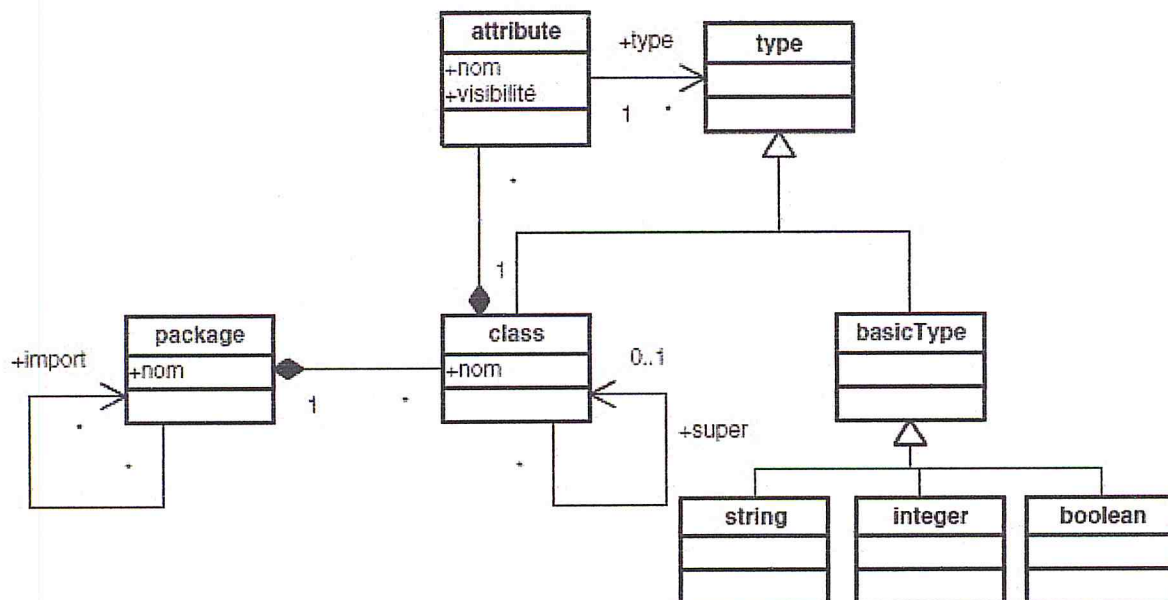 attribute
+nom
+visibilité
+type
1
*
type
*
1
package
+nom
+import
*
*
1
*
class
+nom
0..1
+super
*
basicType
string
integer
boolean